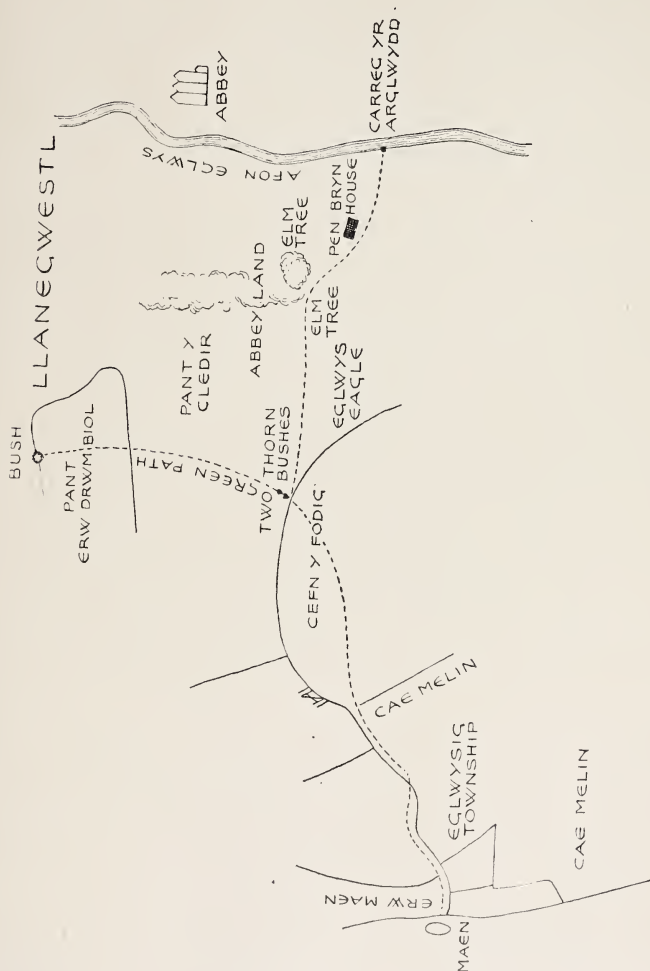 BUSH
LLANEGWESTL
PANT
ERW DRWMBIOL
GREEN PATH
PANT Y
CLEDIR
ABBEY
ABBEY LAND
AFON EGLWYS
TWO THORN
BUSHES
ELM
TREE
ELM
TREE
PEN BRYN
HOUSE
CARREG YR
ARGLWYDD
EGLWYS
EAGLE
CEFN Y FODIG
CAE MELIN
EGLWYSIG
TOWNSHIP
ERW MAEN
MAEN
CAE MELIN